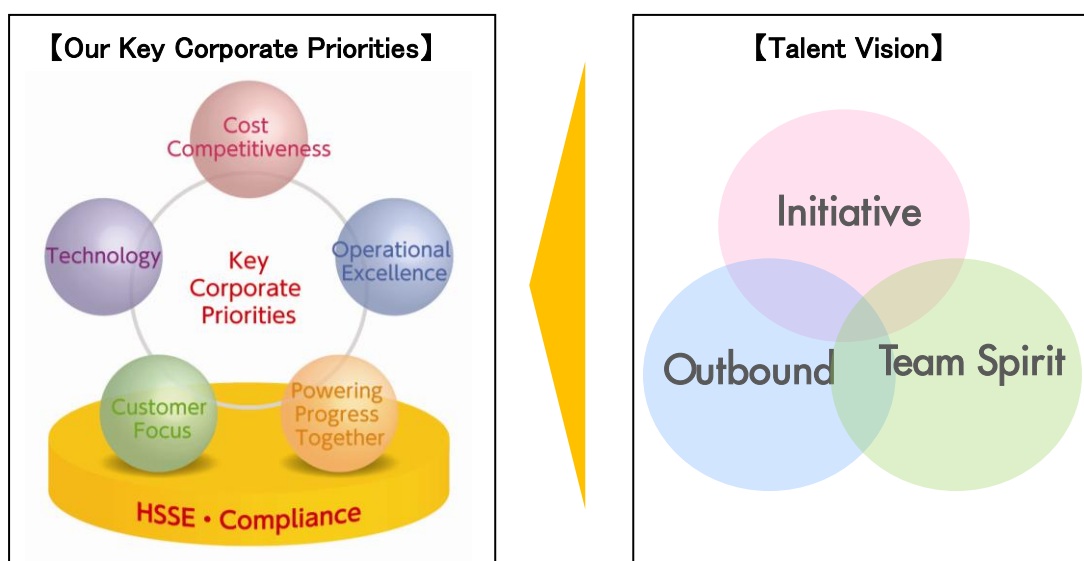 【Our Key Corporate Priorities】
Cost
Competitiveness
Technology
Operational
Excellence
Key
Corporate
Priorities
Customer
Focus
Powering
Progress
Together
HSSE・Compliance
【Talent Vision】
Initiative
Outbound
Team Spirit